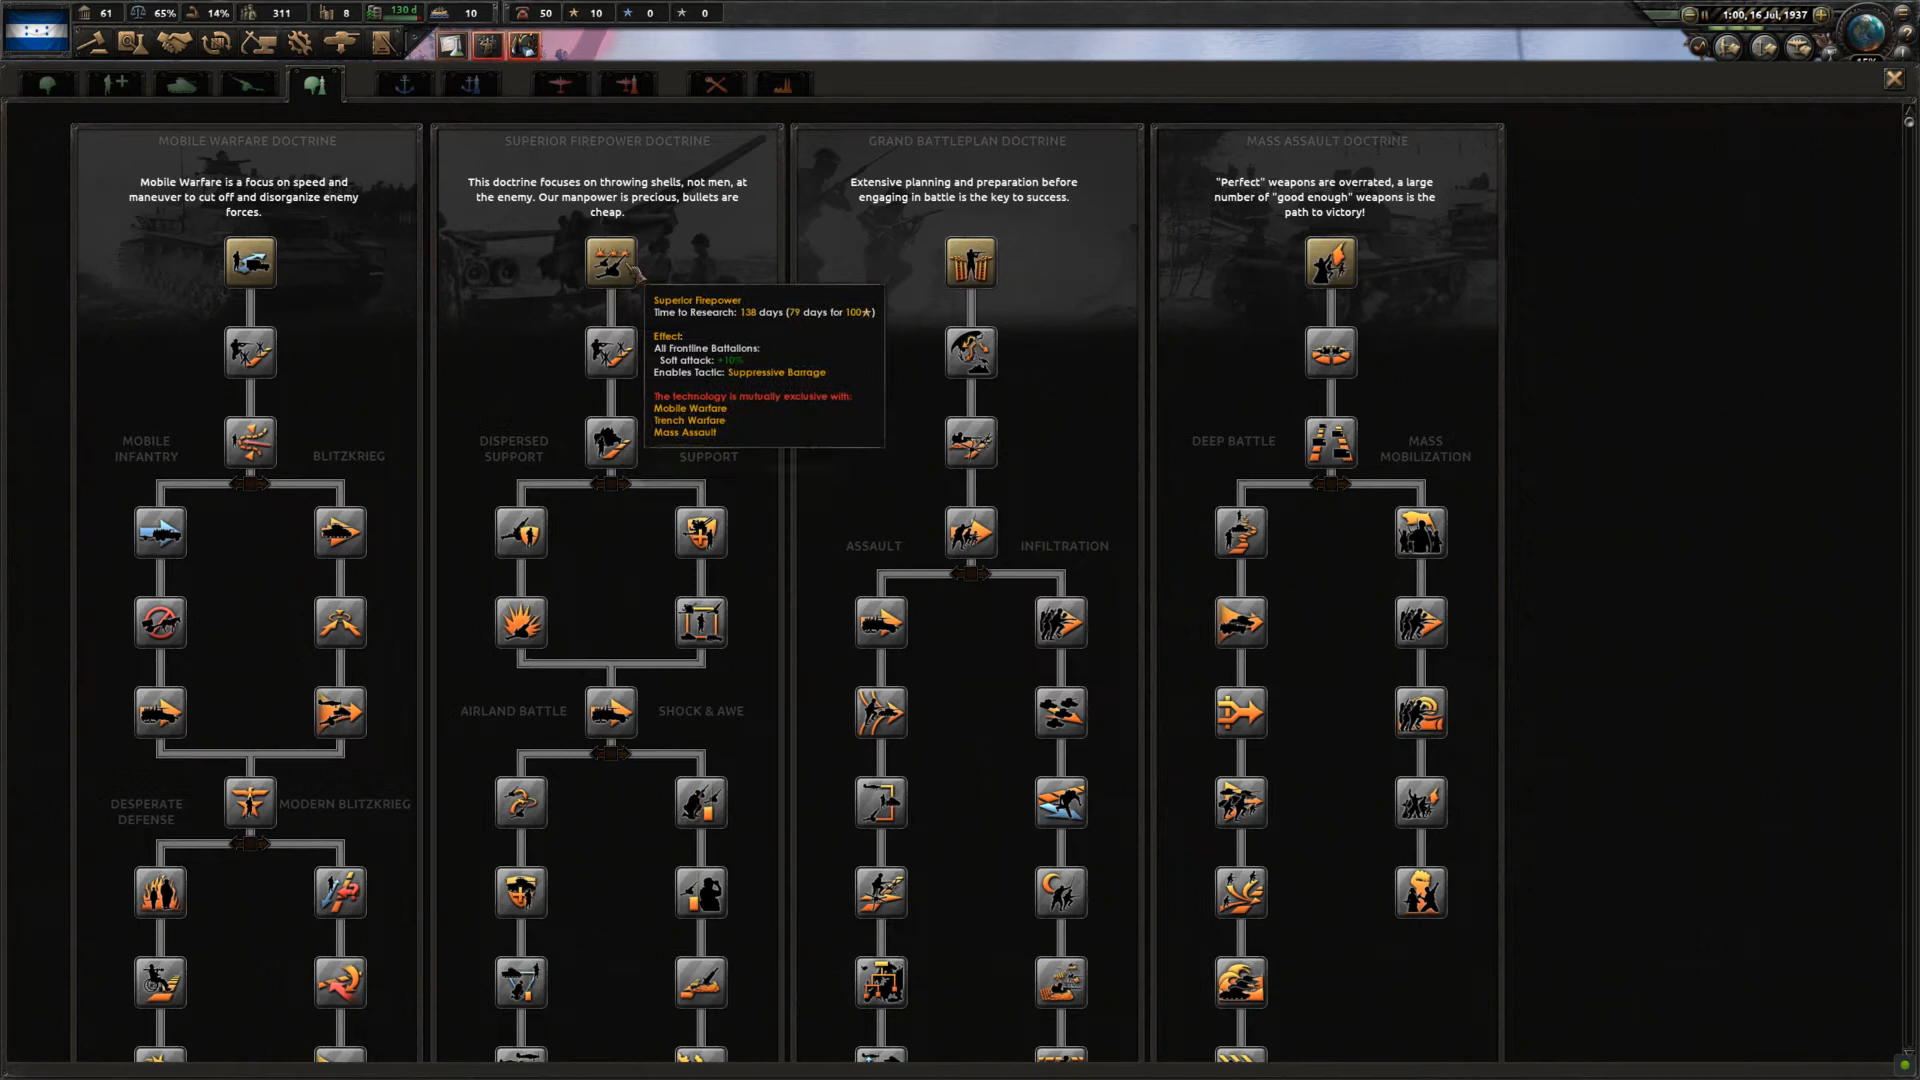 61 65% 14% 311 8 130 d 10 50 10 0 0
1:00, 16 Jul, 1937
MOBILE WARFARE DOCTRINE
Mobile Warfare is a focus on speed and
maneuver to cut off and disorganize enemy
forces.
MOBILE
INFANTRY
BLITZKRIEG
DESPERATE
DEFENSE
MODERN BLITZKRIEG
SUPERIOR FIREPOWER DOCTRINE
This doctrine focuses on throwing shells, not men, at
the enemy. Our manpower is precious, bullets are
cheap.
Superior Firepower
Time to Research: 138 days (79 days for 100★)
Effect:
All Frontline Battalions:
Soft attack: +10%
Enables Tactic: Suppressive Barrage
The technology is mutually exclusive with:
Mobile Warfare
Trench Warfare
Mass Assault
DISPERSED
SUPPORT
SUPPORT
AIRLAND BATTLE
SHOCK & AWE
GRAND BATTLEPLAN DOCTRINE
Extensive planning and preparation before
engaging in battle is the key to success.
ASSAULT
INFILTRATION
MASS ASSAULT DOCTRINE
"Perfect" weapons are overrated, a large
number of "good enough" weapons is the
path to victory!
DEEP BATTLE
MASS
MOBILIZATION